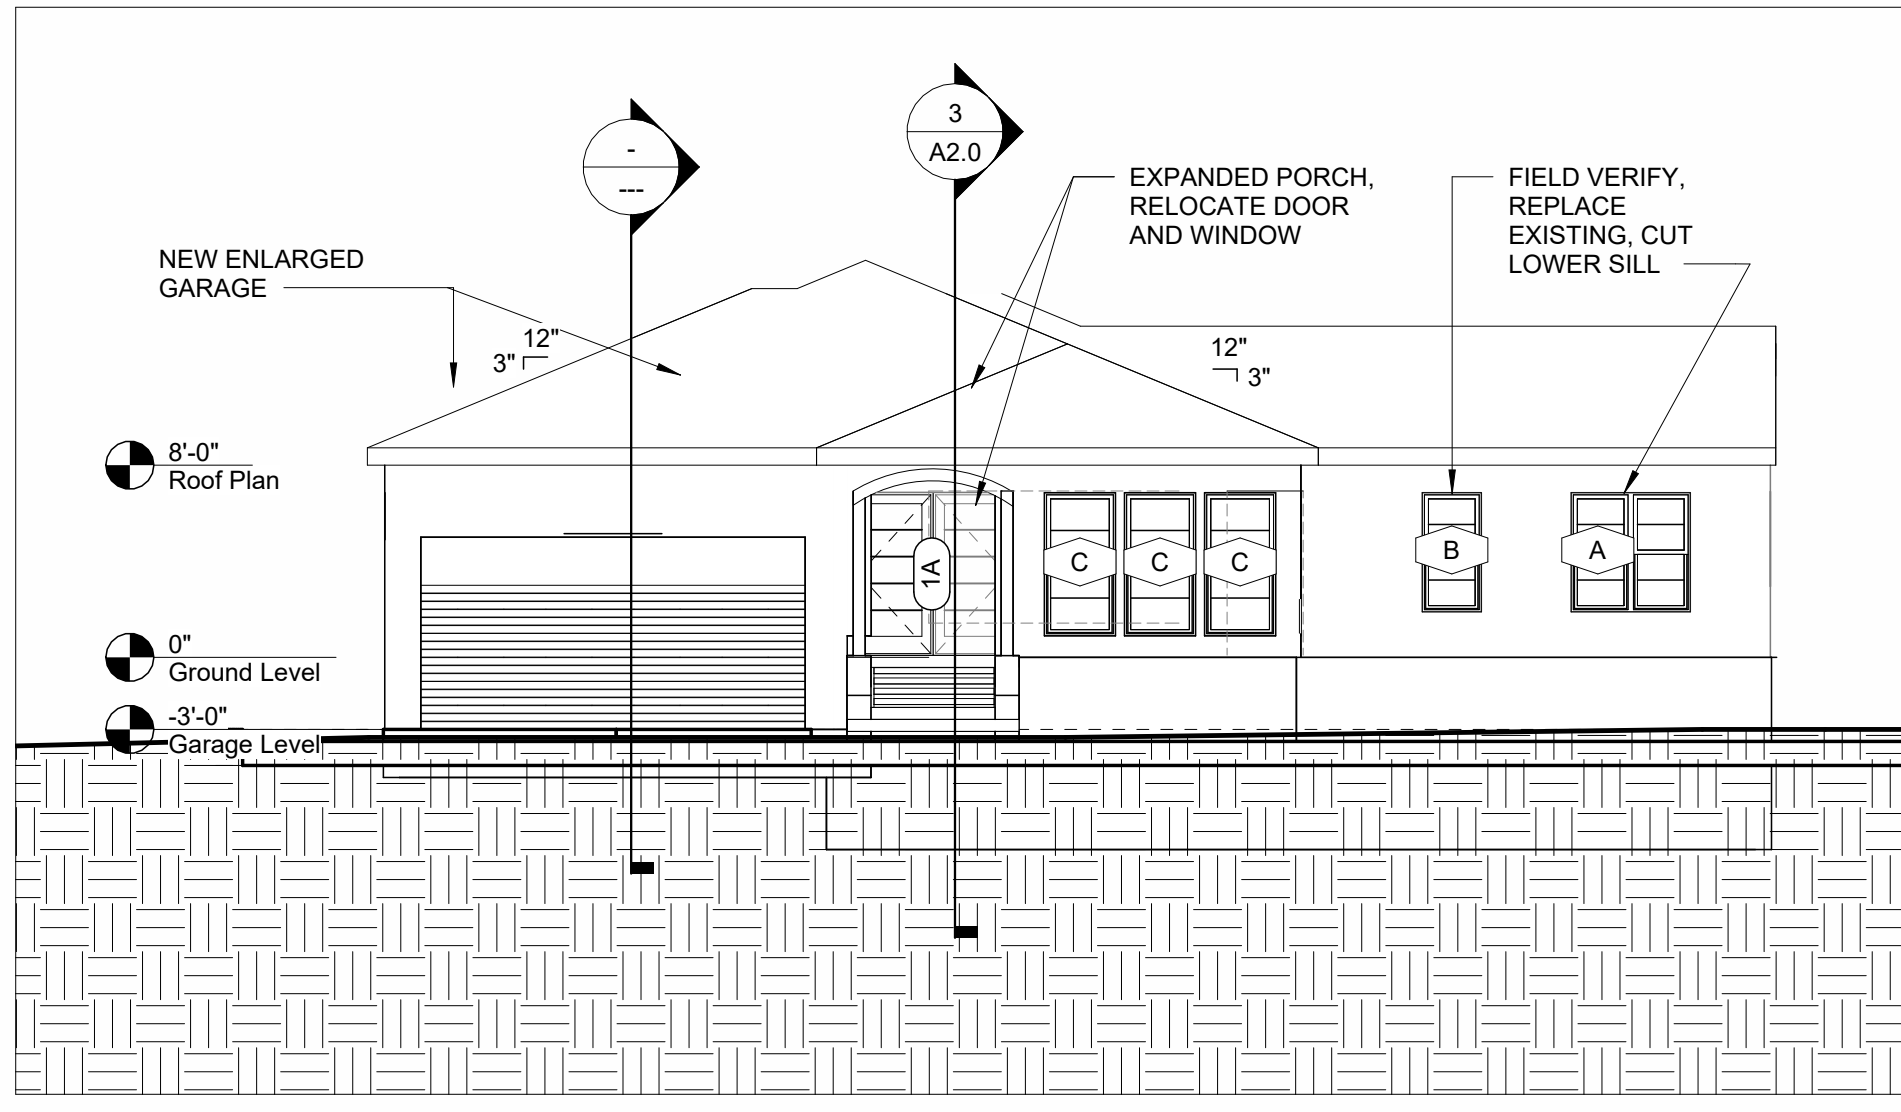 3
A2.0
-
---
EXPANDED PORCH,
RELOCATE DOOR
AND WINDOW
FIELD VERIFY,
REPLACE
EXISTING, CUT
LOWER SILL
NEW ENLARGED
GARAGE
12"
3"
12"
3"
8'-0"
Roof Plan
1A
C
C
C
B
A
0"
Ground Level
-3'-0"
Garage Level